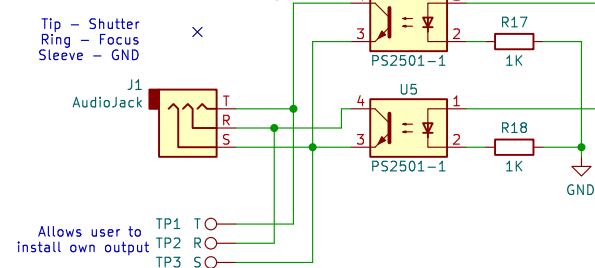 Tip – Shutter
Ring – Focus
Sleeve – GND
J1
AudioJack
T
R
S
3
2
PS2501-1
R17
1K
U5
4
1
3
2
PS2501-1
R18
1K
GND
Allows user to
install own output
TP1 T
TP2 R
TP3 S